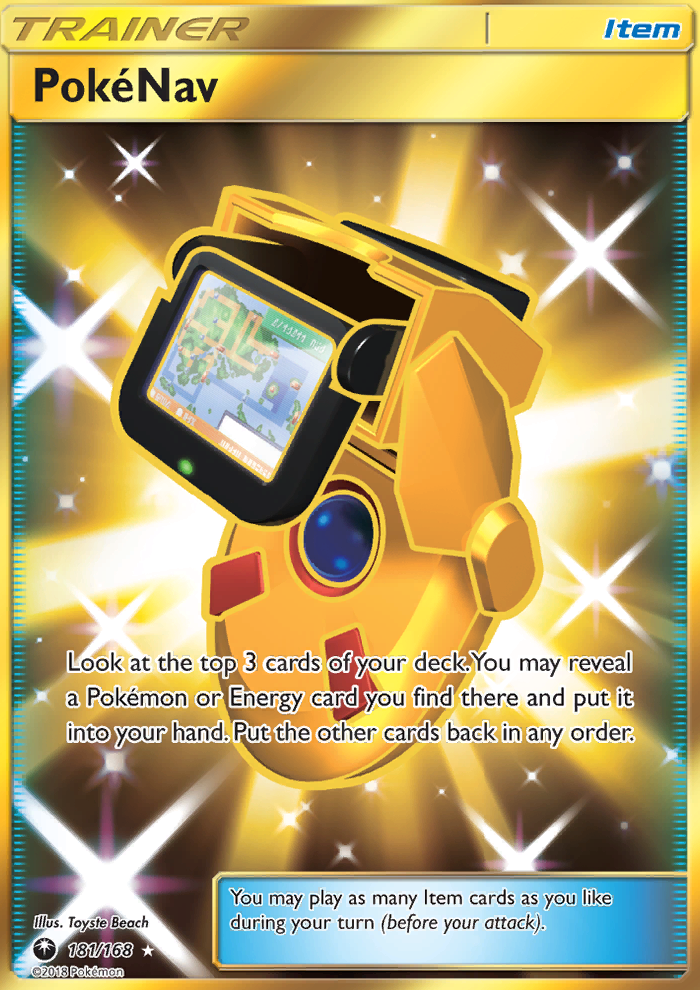 TRAINER
Item
PokéNav
Look at the top 3 cards of your deck. You may reveal
a Pokémon or Energy card you find there and put it
into your hand. Put the other cards back in any order.
You may play as many Item cards as you like
during your turn (before your attack).
Illus. Toyste Beach
181/168 ★
©2018 Pokémon